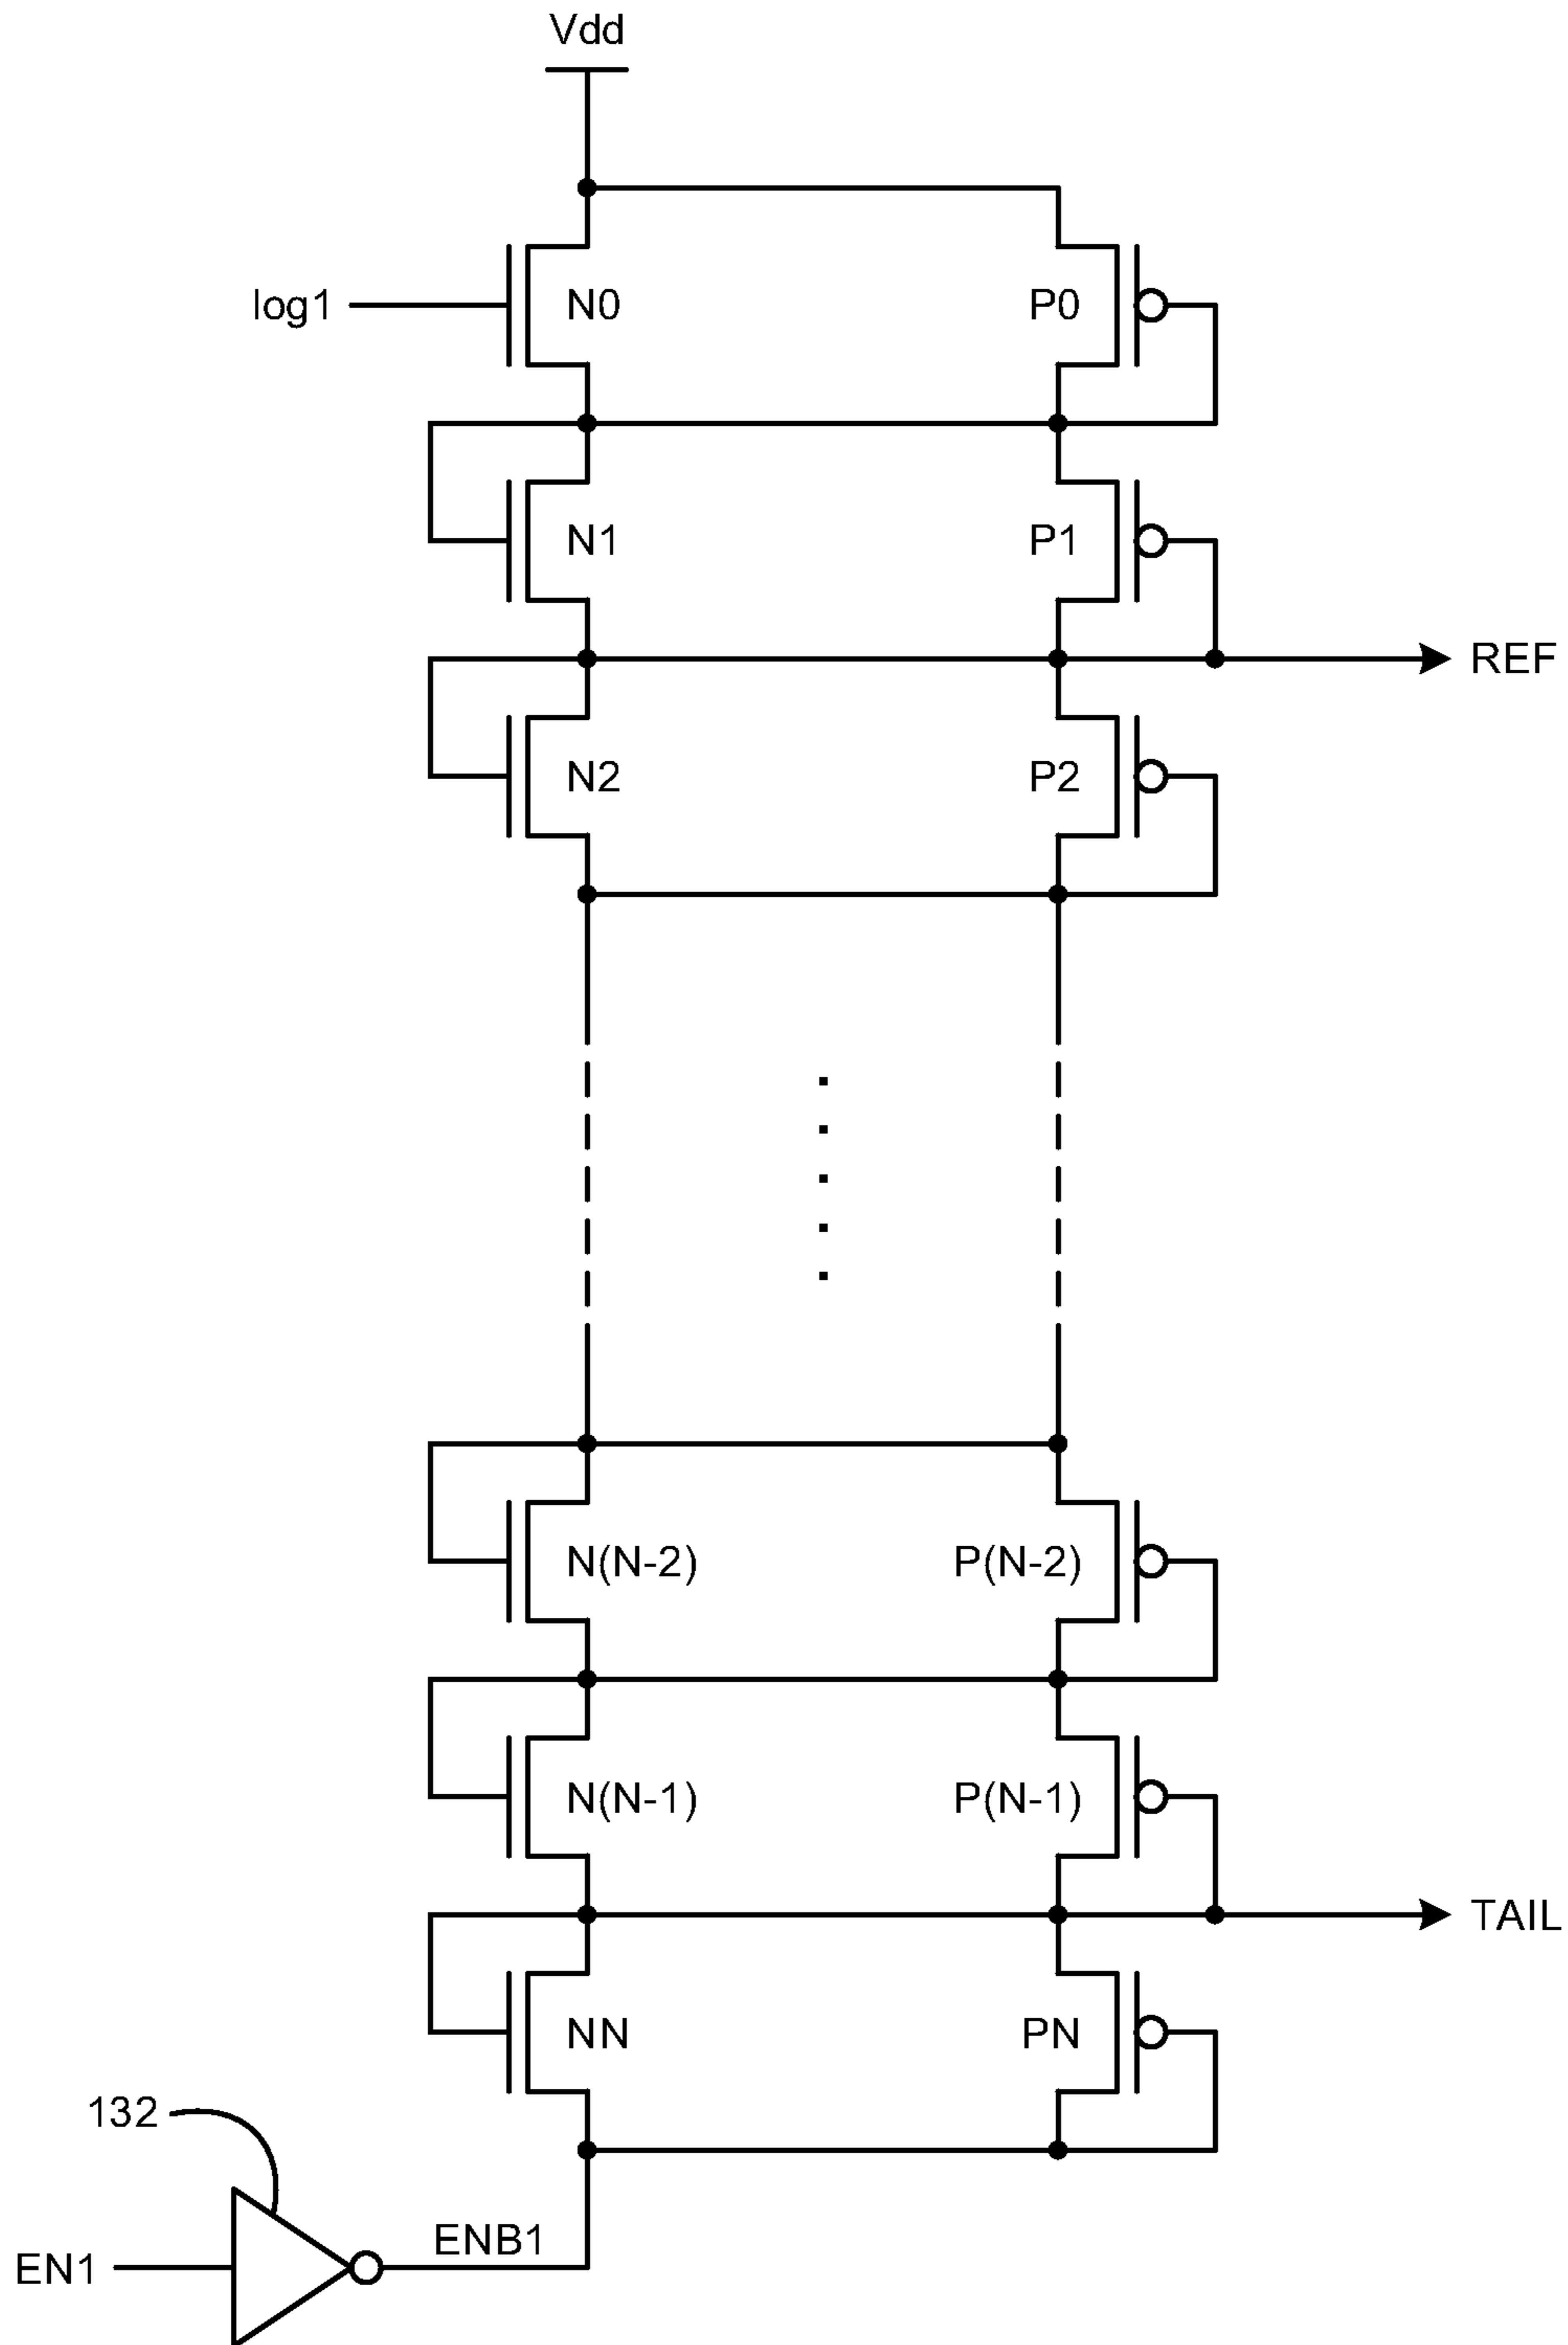 Vdd
log1 N0 P0
N1 P1
REF
N2 P2
N(N-2) P(N-2)
N(N-1) P(N-1)
TAIL
NN PN
132
ENB1
EN1